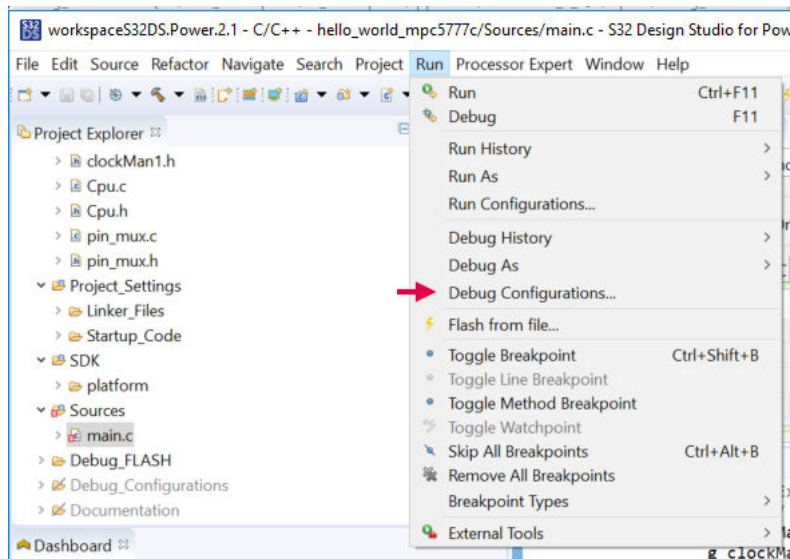 workspaceS32DS.Power.2.1 - C/C++ - hello_world_mpc5777c/Sources/main.c - S32 Design Studio for Pow
File Edit Source Refactor Navigate Search Project Run Processor Expert Window Help
Project Explorer
clockMan1.h
Cpu.c
Cpu.h
pin_mux.c
pin_mux.h
Project_Settings
Linker_Files
Startup_Code
SDK
platform
Sources
main.c
Debug_FLASH
Debug_Configurations
Documentation
Dashboard
Run Ctrl+F11
Debug F11
Run History
Run As
Run Configurations...
Debug History
Debug As
Debug Configurations...
Flash from file...
Toggle Breakpoint Ctrl+Shift+B
Toggle Line Breakpoint
Toggle Method Breakpoint
Toggle Watchpoint
Skip All Breakpoints Ctrl+Alt+B
Remove All Breakpoints
Breakpoint Types
External Tools
g_clockMa